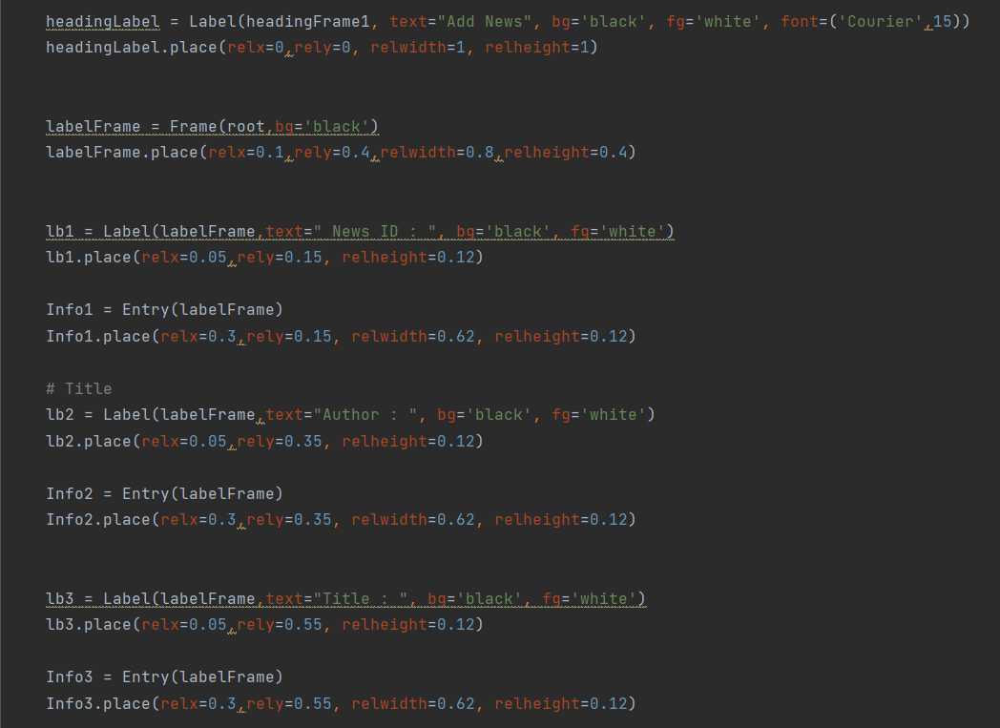 headingLabel = Label(headingFrame1, text="Add News", bg='black', fg='white', font=('Courier',15))
headingLabel.place(relx=0,rely=0, relwidth=1, relheight=1)
labelFrame = Frame(root,bg='black')
labelFrame.place(relx=0.1,rely=0.4,relwidth=0.8,relheight=0.4)
lb1 = Label(labelFrame,text=" News ID : ", bg='black', fg='white')
lb1.place(relx=0.05,rely=0.15, relheight=0.12)
Info1 = Entry(labelFrame)
Info1.place(relx=0.3,rely=0.15, relwidth=0.62, relheight=0.12)
# Title
lb2 = Label(labelFrame,text="Author : ", bg='black', fg='white')
lb2.place(relx=0.05,rely=0.35, relheight=0.12)
Info2 = Entry(labelFrame)
Info2.place(relx=0.3,rely=0.35, relwidth=0.62, relheight=0.12)
lb3 = Label(labelFrame,text="Title : ", bg='black', fg='white')
lb3.place(relx=0.05,rely=0.55, relheight=0.12)
Info3 = Entry(labelFrame)
Info3.place(relx=0.3,rely=0.55, relwidth=0.62, relheight=0.12)